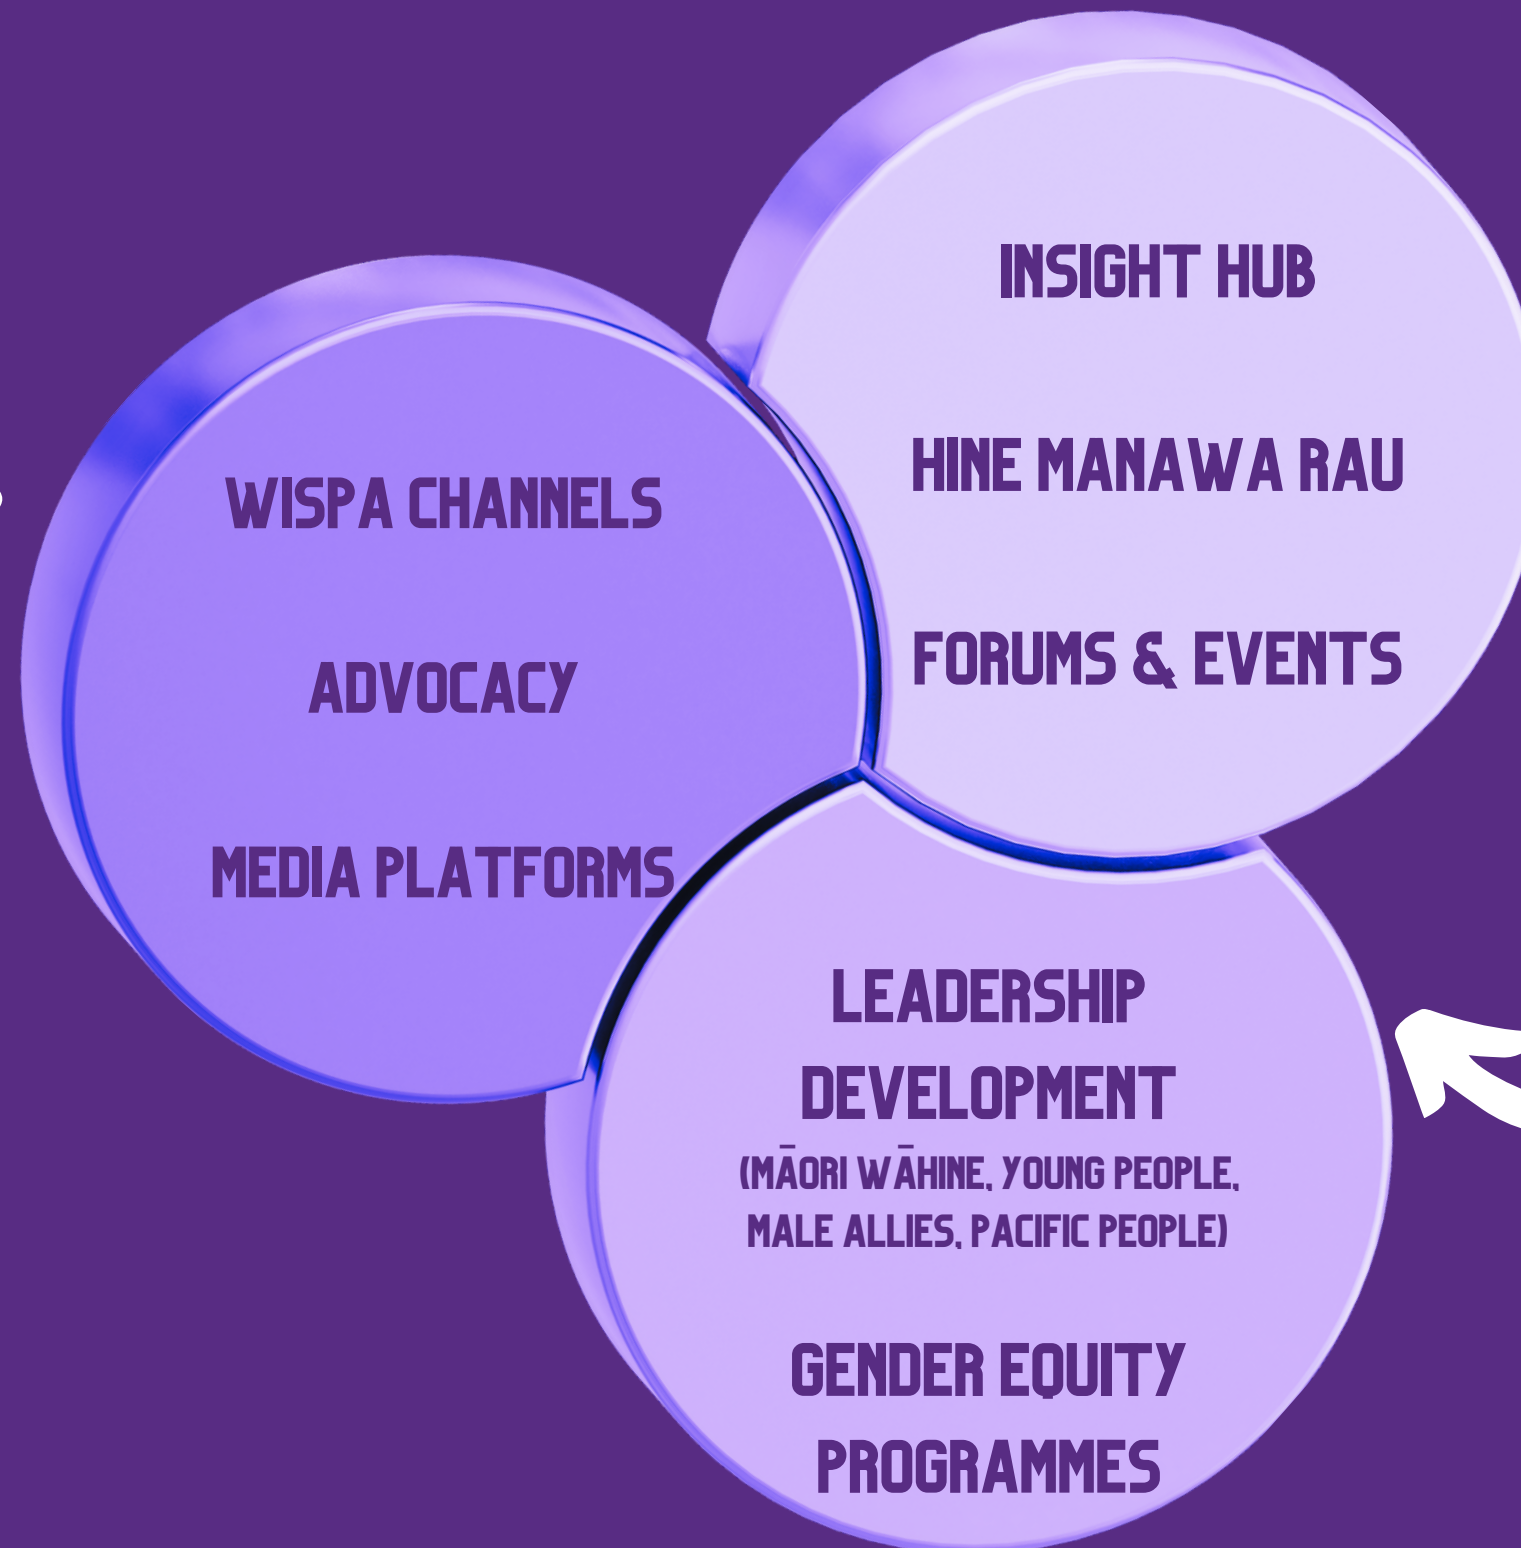 INSIGHT HUB
HINE MANAWA RAU
FORUMS & EVENTS
WISPA CHANNELS
ADVOCACY
MEDIA PLATFORMS
LEADERSHIP
DEVELOPMENT
(MĀORI WĀHINE, YOUNG PEOPLE,
MALE ALLIES, PACIFIC PEOPLE)
GENDER EQUITY
PROGRAMMES